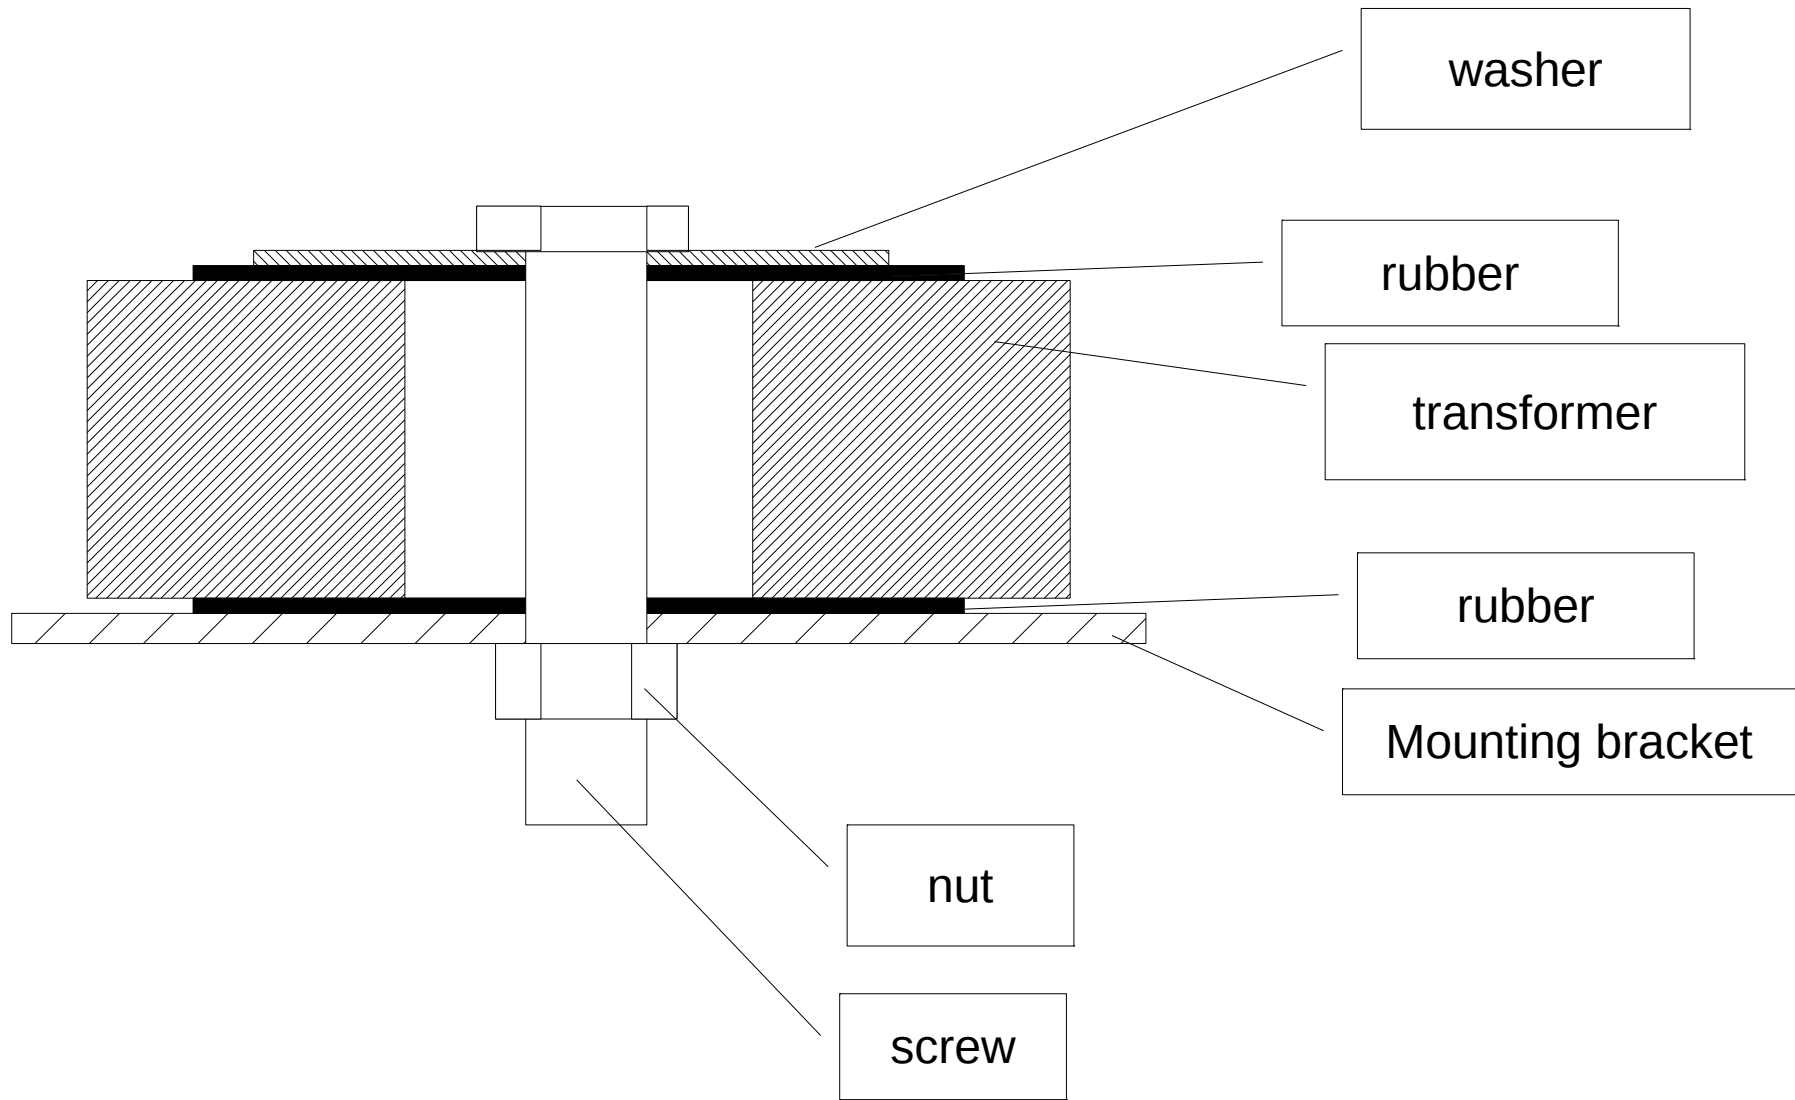 washer
rubber
transformer
rubber
Mounting bracket
nut
screw